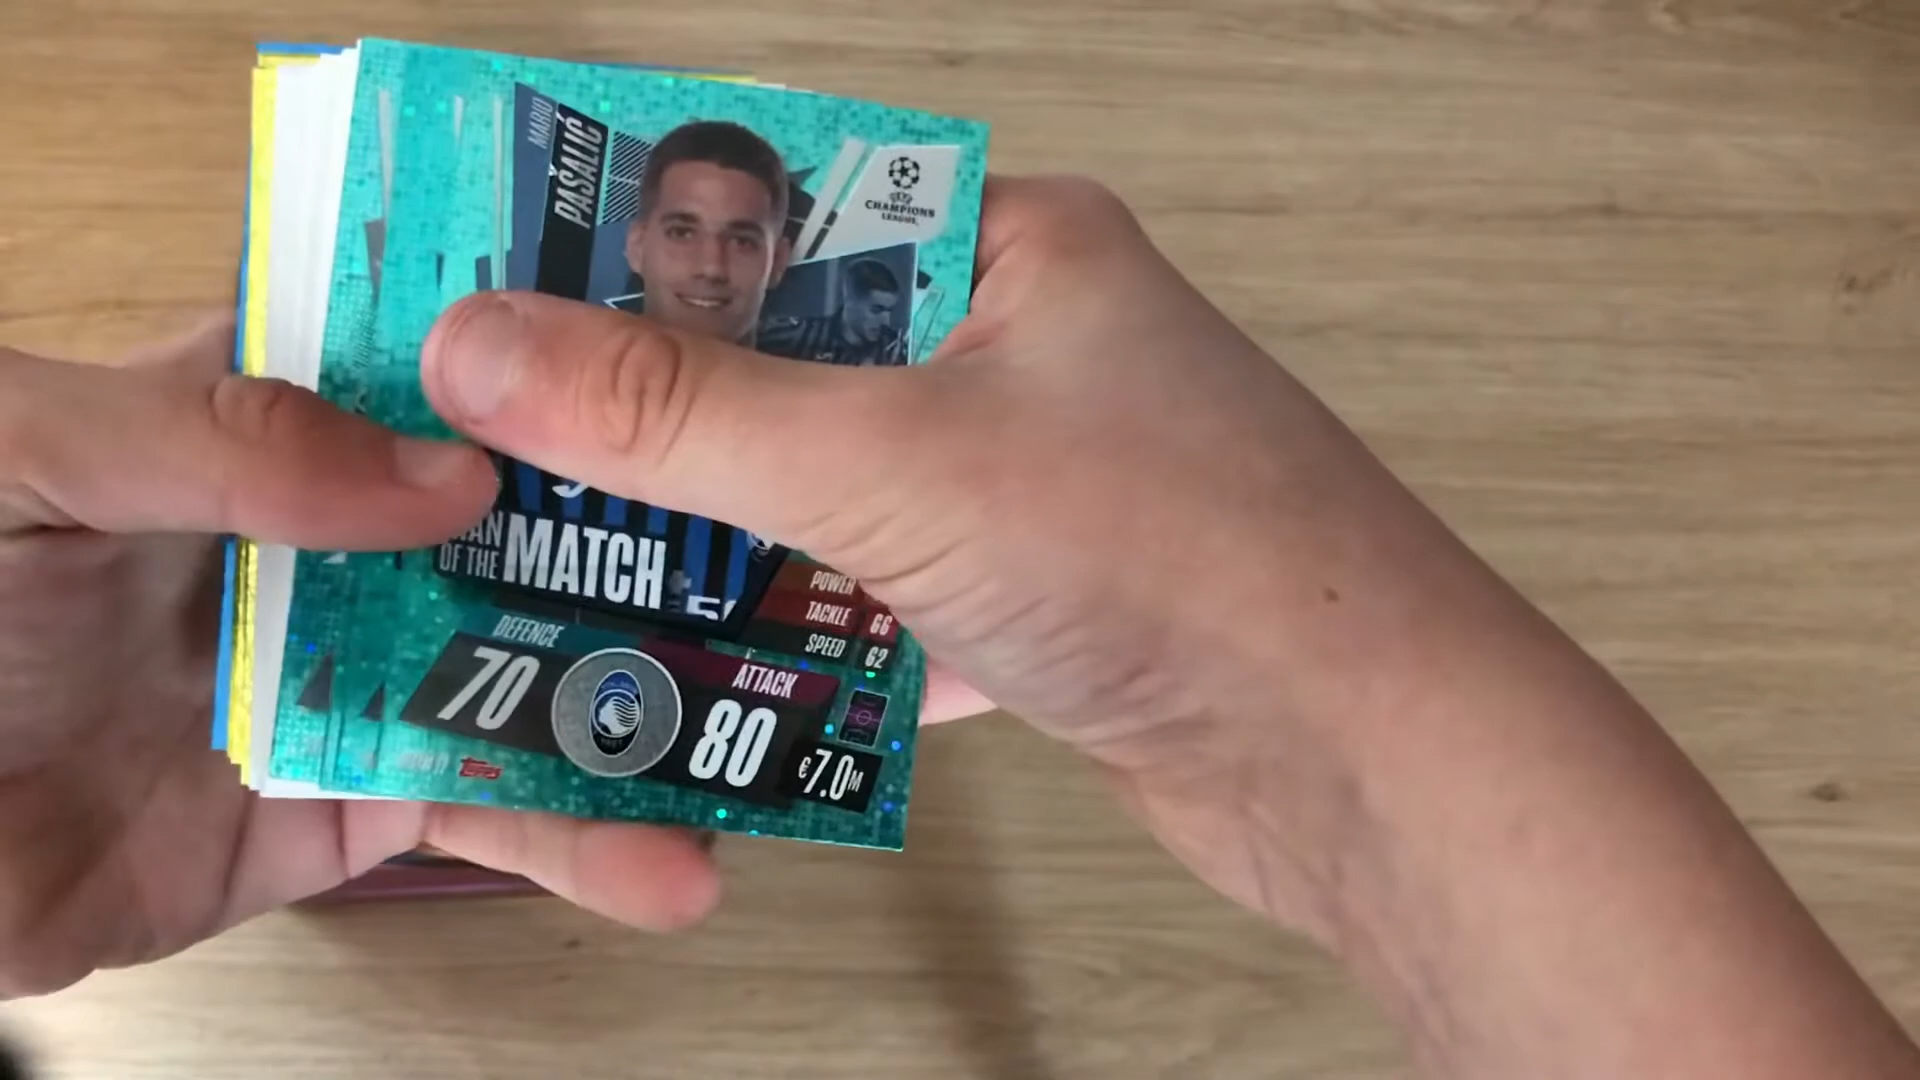 MARIO
PAŠALIĆ
CHAMPIONS
LEAGUE
OF THE
MATCH
POWER
TACKLE 66
SPEED 62
DEFENCE
70
ATTACK
80
€7.0M
Topps